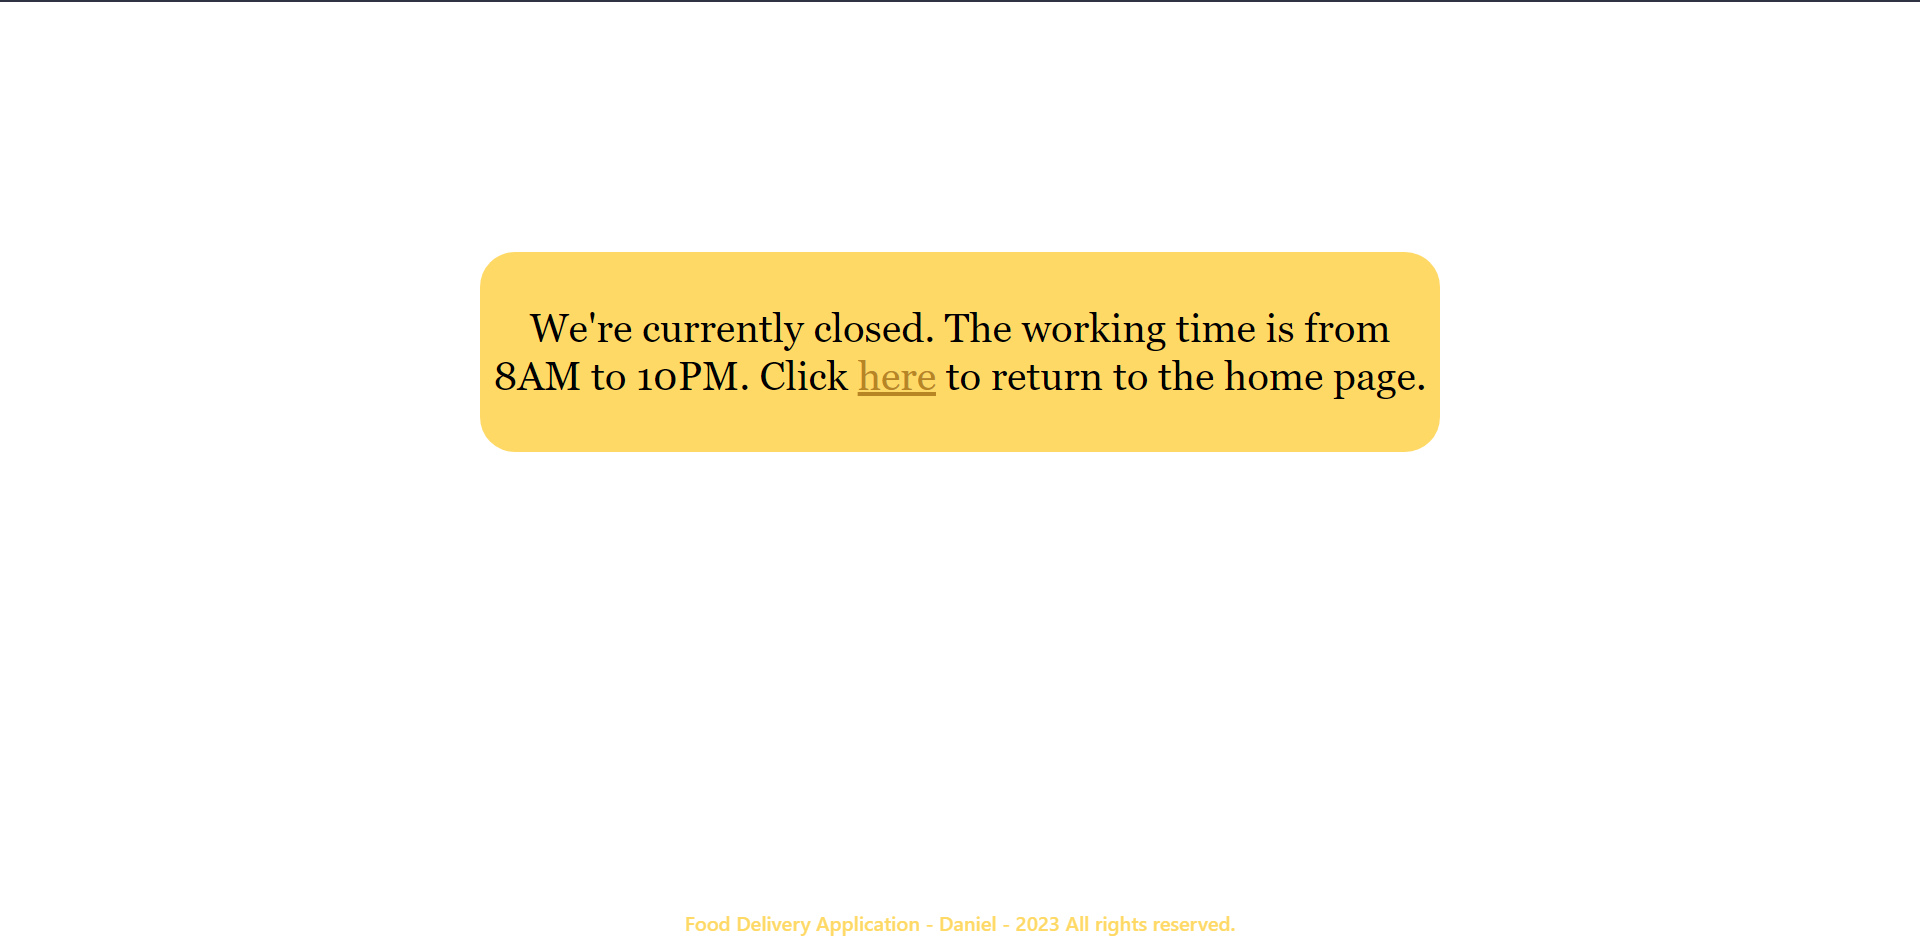 We're currently closed. The working time is from
8AM to 10PM. Click here to return to the home page.
Food Delivery Application - Daniel - 2023 All rights reserved.